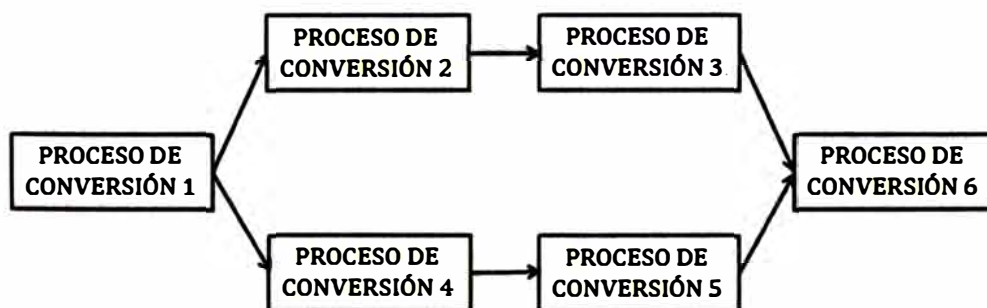 PROCESO DE
CONVERSIÓN 1
PROCESO DE
CONVERSIÓN 2
PROCESO DE
CONVERSIÓN 3
PROCESO DE
CONVERSIÓN 4
PROCESO DE
CONVERSIÓN 5
PROCESO DE
CONVERSIÓN 6